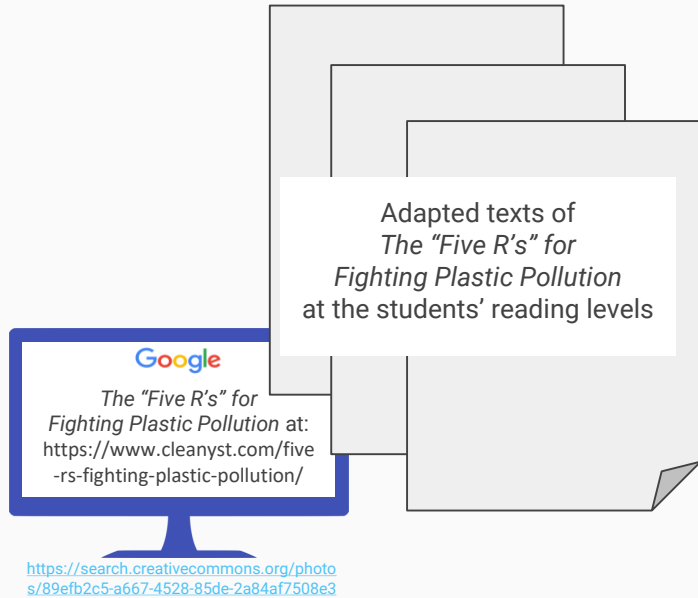 Adapted texts of
The “Five R’s” for
Fighting Plastic Pollution
at the students’ reading levels
Google
The “Five R’s” for
Fighting Plastic Pollution at:
https://www.cleanyst.com/five
-rs-fighting-plastic-pollution/
https://search.creativecommons.org/photo
s/89efb2c5-a667-4528-85de-2a84af7508e3